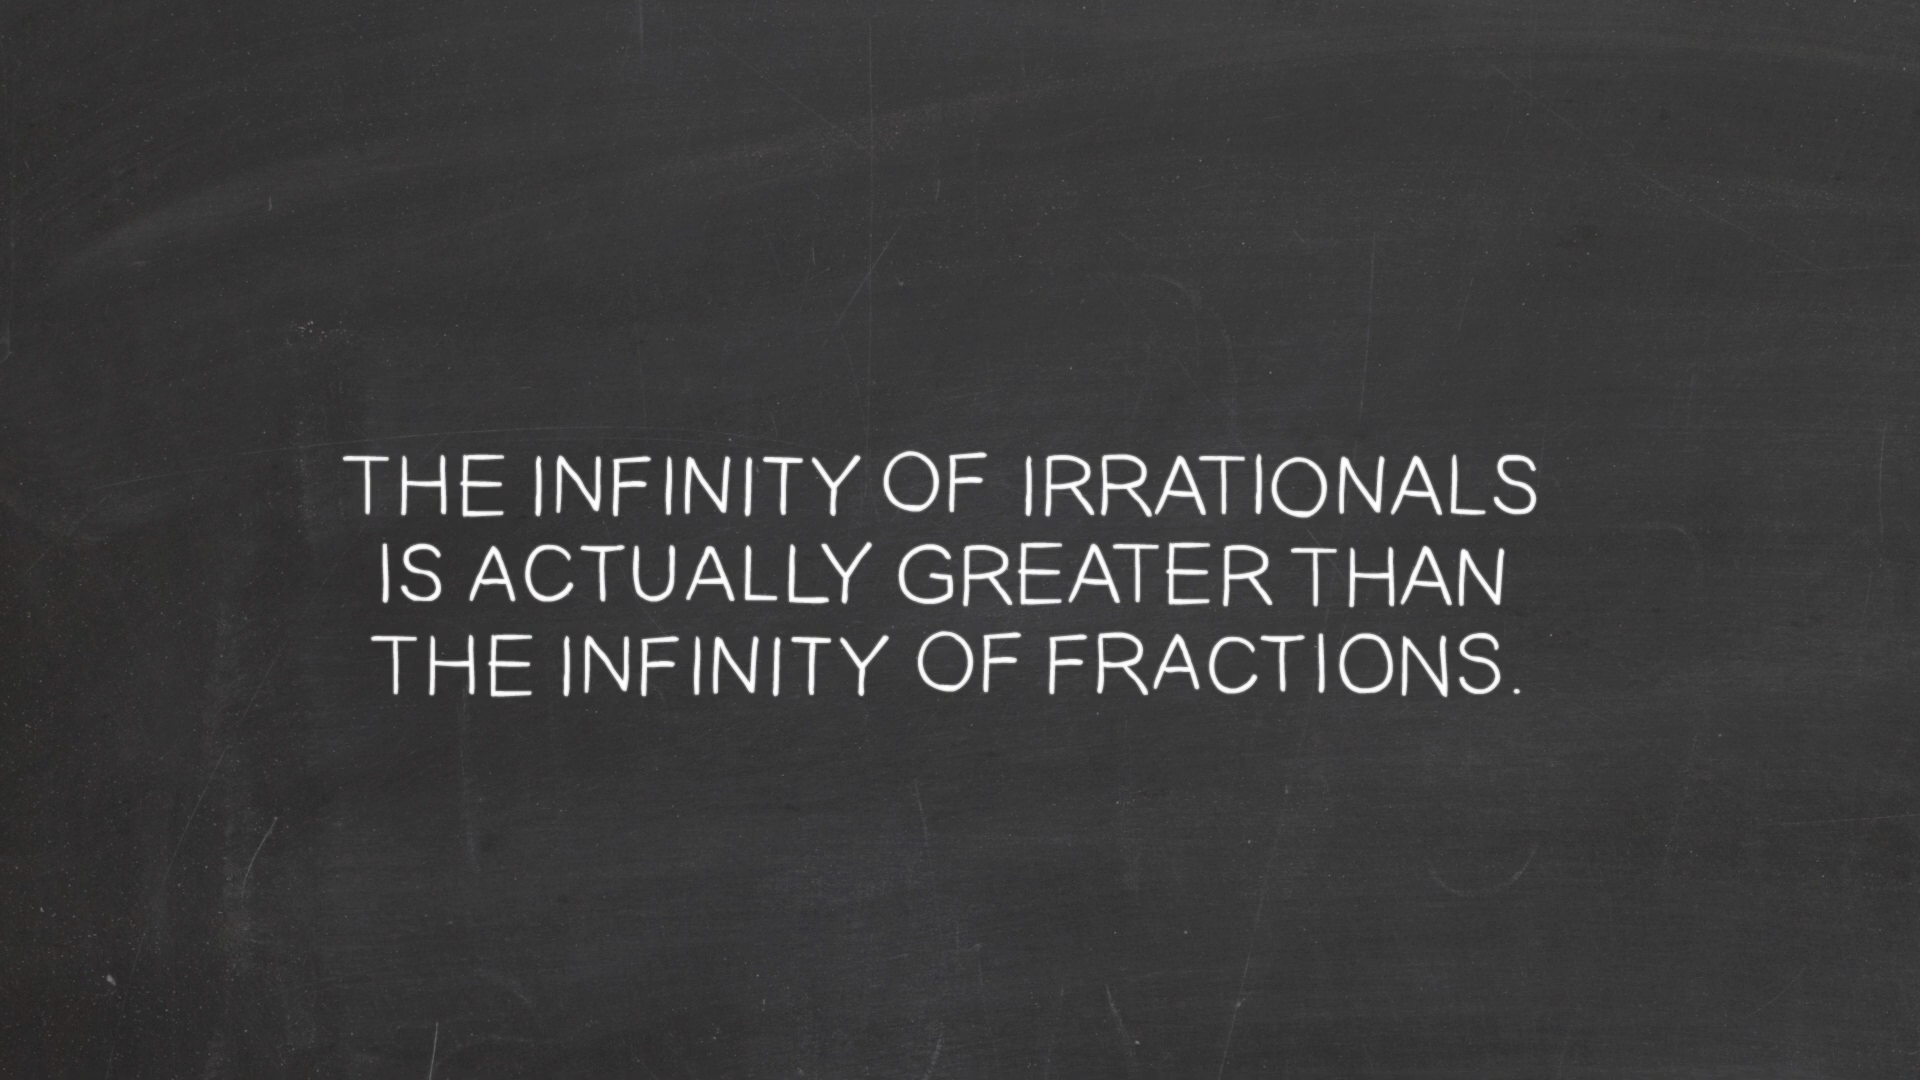 THE INFINITY OF IRRATIONALS
IS ACTUALLY GREATER THAN
THE INFINITY OF FRACTIONS.